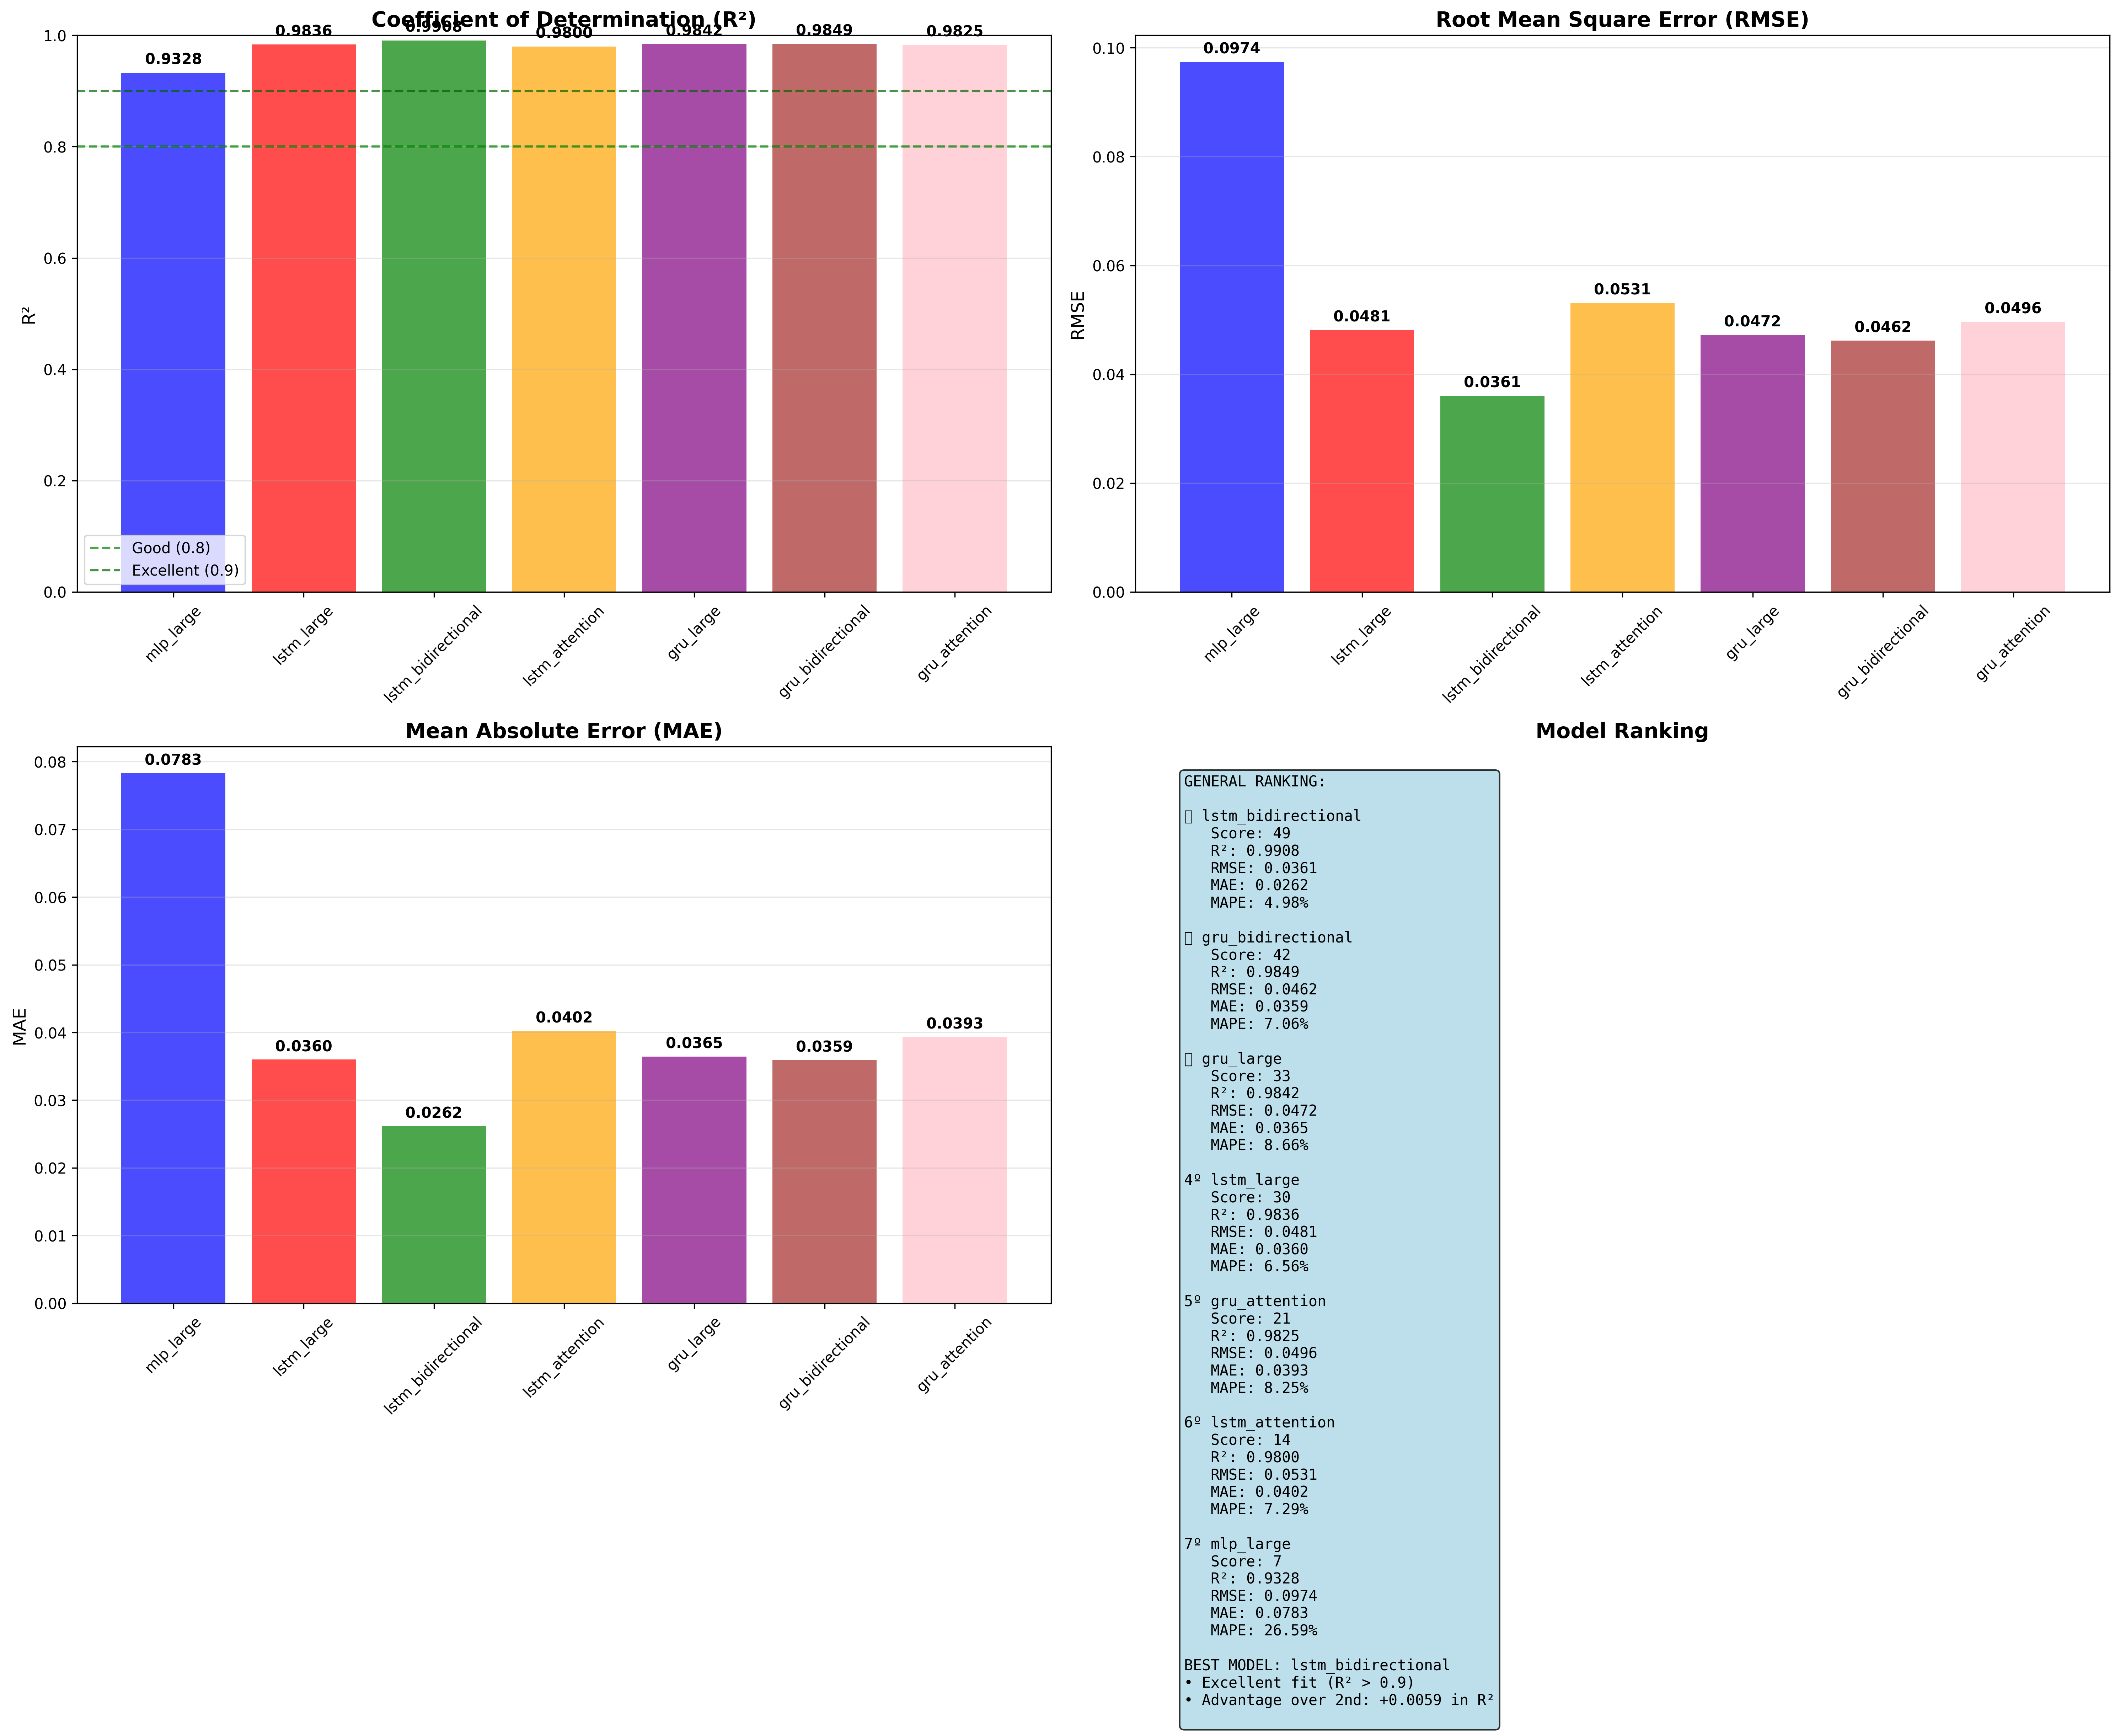 Coefficient of Determination (R²)
0.9328
0.9836
0.9908
0.9800
0.9842
0.9849
0.9825
1.0
0.8
0.6
0.4
0.2
0.0
R²
Good (0.8)
Excellent (0.9)
mlp_large
lstm_large
lstm_bidirectional
lstm_attention
gru_large
gru_bidirectional
gru_attention
Root Mean Square Error (RMSE)
0.0974
0.0481
0.0361
0.0531
0.0472
0.0462
0.0496
0.10
0.08
0.06
0.04
0.02
0.00
RMSE
mlp_large
lstm_large
lstm_bidirectional
lstm_attention
gru_large
gru_bidirectional
gru_attention
Mean Absolute Error (MAE)
0.0783
0.0360
0.0262
0.0402
0.0365
0.0359
0.0393
0.08
0.07
0.06
0.05
0.04
0.03
0.02
0.01
0.00
MAE
mlp_large
lstm_large
lstm_bidirectional
lstm_attention
gru_large
gru_bidirectional
gru_attention
Model Ranking
GENERAL RANKING:
lstm_bidirectional
Score: 49
R²: 0.9908
RMSE: 0.0361
MAE: 0.0262
MAPE: 4.98%
gru_bidirectional
Score: 42
R²: 0.9849
RMSE: 0.0462
MAE: 0.0359
MAPE: 7.06%
gru_large
Score: 33
R²: 0.9842
RMSE: 0.0472
MAE: 0.0365
MAPE: 8.66%
4º lstm_large
Score: 30
R²: 0.9836
RMSE: 0.0481
MAE: 0.0360
MAPE: 6.56%
5º gru_attention
Score: 21
R²: 0.9825
RMSE: 0.0496
MAE: 0.0393
MAPE: 8.25%
6º lstm_attention
Score: 14
R²: 0.9800
RMSE: 0.0531
MAE: 0.0402
MAPE: 7.29%
7º mlp_large
Score: 7
R²: 0.9328
RMSE: 0.0974
MAE: 0.0783
MAPE: 26.59%
BEST MODEL: lstm_bidirectional
• Excellent fit (R² > 0.9)
• Advantage over 2nd: +0.0059 in R²